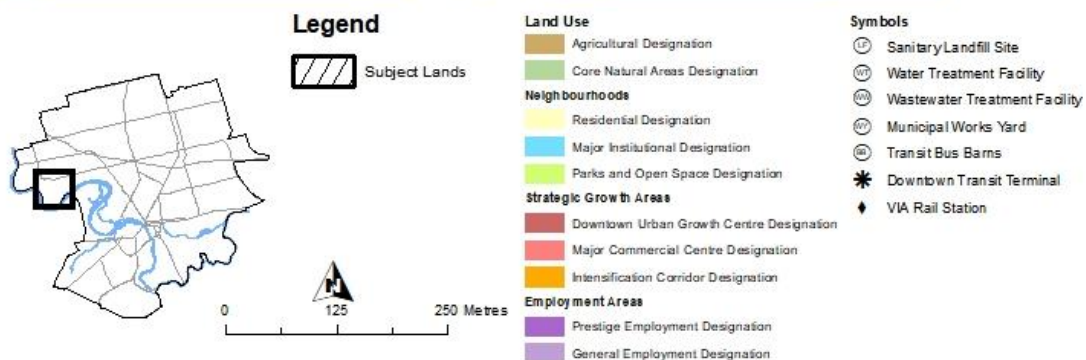 Legend
Subject Lands
N
0 125 250 Metres
Land Use
Agricultural Designation
Core Natural Areas Designation
Neighbourhoods
Residential Designation
Major Institutional Designation
Parks and Open Space Designation
Strategic Growth Areas
Downtown Urban Growth Centre Designation
Major Commercial Centre Designation
Intensification Corridor Designation
Employment Areas
Prestige Employment Designation
General Employment Designation
Symbols
LF Sanitary Landfill Site
WT Water Treatment Facility
WW Wastewater Treatment Facility
WY Municipal Works Yard
BB Transit Bus Barns
Downtown Transit Terminal
VIA Rail Station